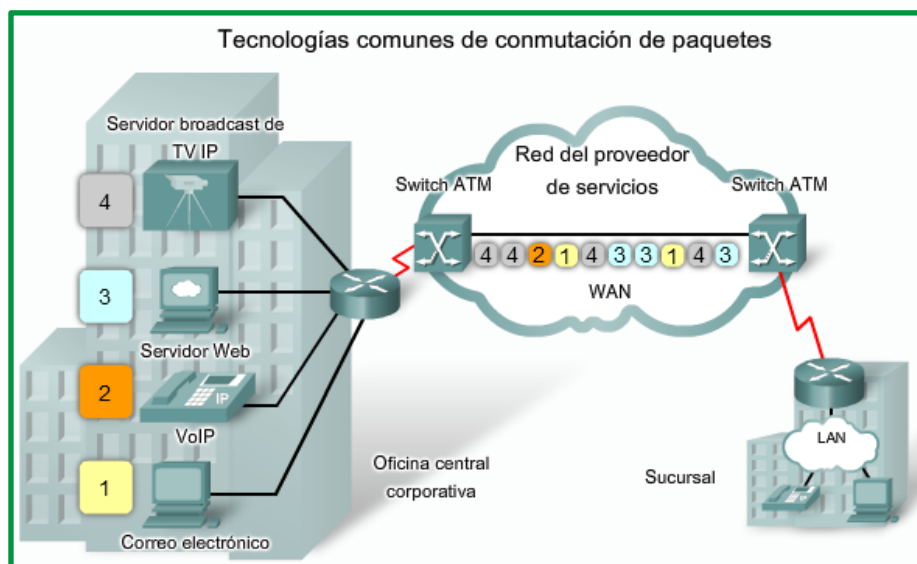 Tecnologías comunes de conmutación de paquetes
Servidor broadcast de
TV IP
4
3
Servidor Web
2
IP
VoIP
1
Correo electrónico
Oficina central
corporativa
Red del proveedor
de servicios
Switch ATM
Switch ATM
4 4 2 1 4 3 3 1 4 3
WAN
LAN
Sucursal
IP